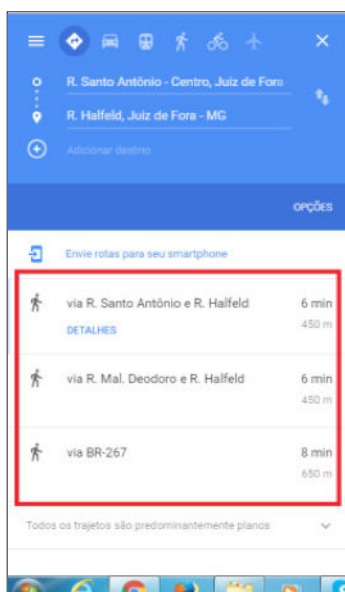 R. Santo Antônio - Centro, Juiz de Fora
R. Halfeld, Juiz de Fora - MG
Adicionar destino
OPÇÕES
Envie rotas para seu smartphone
via R. Santo Antônio e R. Halfeld 6 min
DETALHES 450 m
via R. Mal. Deodoro e R. Halfeld 6 min
450 m
via BR-267 8 min
650 m
Todos os trajetos são predominantemente planos